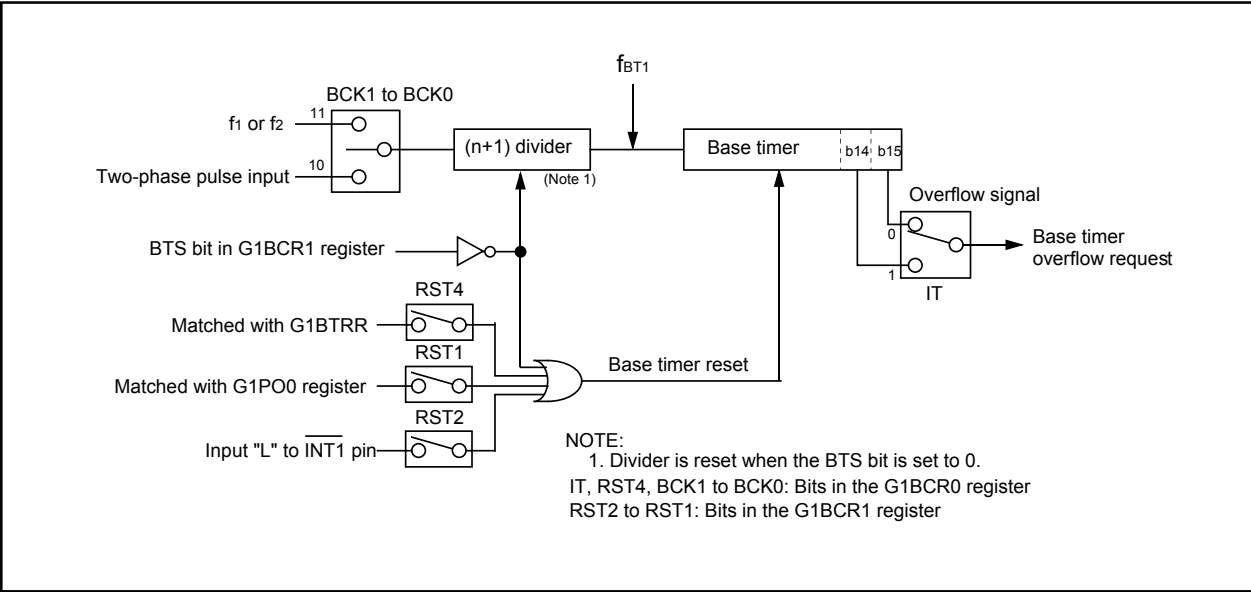 fBT1
BCK1 to BCK0
11
f1 or f2
(n+1) divider
(Note 1)
Base timer
b14
b15
10
Two-phase pulse input
Overflow signal
0
1
IT
Base timer
overflow request
BTS bit in G1BCR1 register
RST4
Matched with G1BTRR
RST1
Matched with G1PO0 register
RST2
Input "L" to INT1 pin
Base timer reset
NOTE:
1. Divider is reset when the BTS bit is set to 0.
IT, RST4, BCK1 to BCK0: Bits in the G1BCR0 register
RST2 to RST1: Bits in the G1BCR1 register